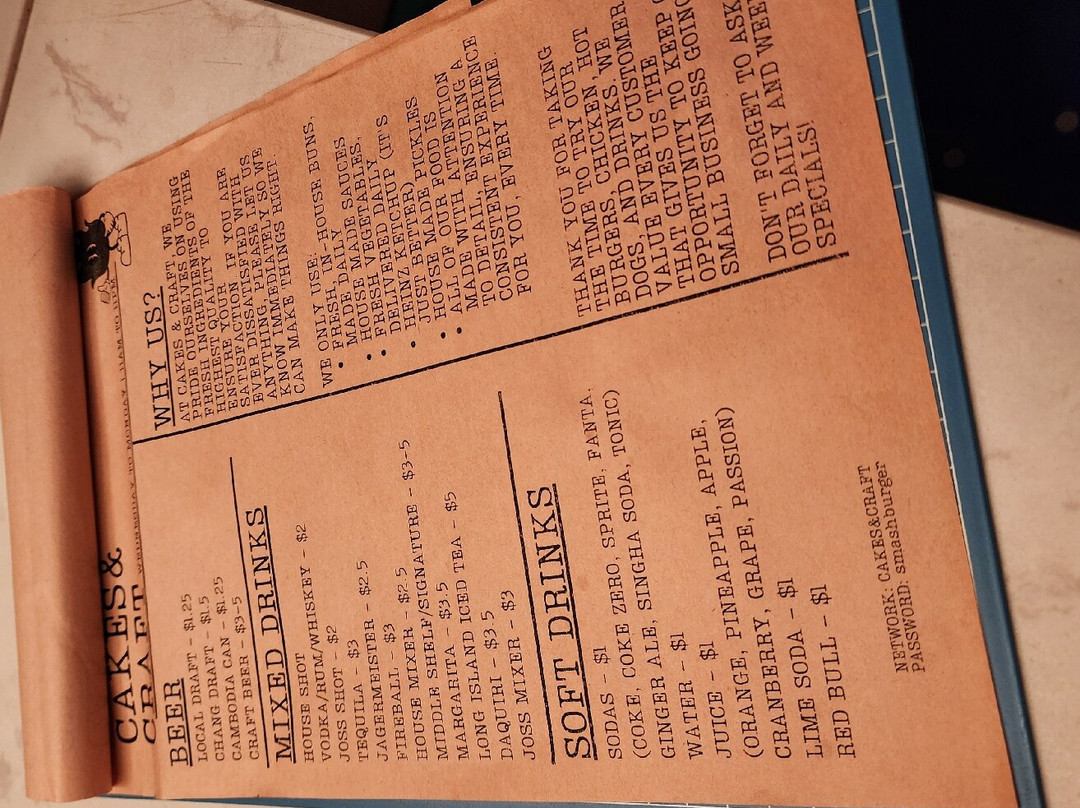 CAKES &
CRAFT
WEDNESDAY TO MONDAY 11AM TO 11PM
BEER
LOCAL DRAFT - $1.25
CHANG DRAFT - $1.5
CAMBODIA CAN - $1.25
CRAFT BEER - $3-5
MIXED DRINKS
HOUSE SHOT
VODKA/RUM/WHISKEY - $2
JOSS SHOT - $2
TEQUILA - $3
JAGERMEISTER - $2.5
FIREBALL - $3
HOUSE MIXER - $2.5
MIDDLE SHELF/SIGNATURE - $3-5
MARGARITA - $3.5
LONG ISLAND ICED TEA - $5
DAQUIRI - $3.5
JOSS MIXER - $3
SOFT DRINKS
SODAS - $1
(COKE, COKE ZERO, SPRITE, FANTA,
GINGER ALE, SINGHA SODA, TONIC)
WATER - $1
JUICE - $1
(ORANGE, PINEAPPLE, APPLE,
CRANBERRY, GRAPE, PASSION)
LIME SODA - $1
RED BULL - $1
NETWORK: CAKES&CRAFT
PASSWORD: smashburger
WHY US?
AT CAKES & CRAFT WE
PRIDE OURSELVES ON USING
FRESH INGREDIENTS OF THE
HIGHEST QUALITY TO
ENSURE YOUR
SATISFACTION. IF YOU ARE
EVER DISSATISFIED WITH
ANYTHING, PLEASE LET US
KNOW IMMEDIATELY SO WE
CAN MAKE THINGS RIGHT.
WE ONLY USE:
• FRESH, IN-HOUSE BUNS,
MADE DAILY
• HOUSE MADE SAUCES
• FRESH VEGETABLES,
DELIVERED DAILY
• HEINZ KETCHUP (IT'S
JUST BETTER)
• HOUSE MADE PICKLES
• ALL OF OUR FOOD IS
MADE WITH ATTENTION
TO DETAIL, ENSURING A
CONSISTENT EXPERIENCE
FOR YOU, EVERY TIME.
THANK YOU FOR TAKING
THE TIME TO TRY OUR
BURGERS, CHICKEN, HOT
DOGS, AND DRINKS. WE
VALUE EVERY CUSTOMER
THAT GIVES US THE
OPPORTUNITY TO KEEP
SMALL BUSINESS GOING
DON'T FORGET TO ASK
OUR DAILY AND
SPECIALS!